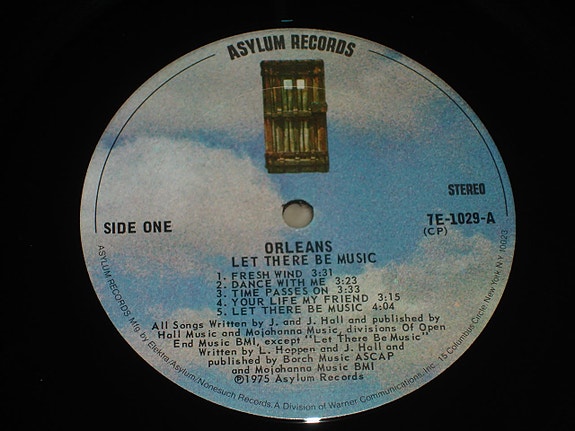 ASYLUM RECORDS
STEREO
SIDE ONE
7E-1029-A
(CP)
ORLEANS
LET THERE BE MUSIC
1. FRESH WIND 3:31
2. DANCE WITH ME 3:23
3. TIME PASSES ON 3:33
4. YOUR LIFE MY FRIEND 3:15
5. LET THERE BE MUSIC 4:04
All Songs Written by J. and J. Hall and published by
Hall Music and Mojohanna Music, divisions Of Open
End Music BMI, except "Let There Be Music"
Written by L. Hoppen and J. Hall and
published by Borch Music ASCAP
and Mojohanna Music BMI
℗1975 Asylum Records
ASYLUM RECORDS, Mfg by Elektra/Asylum/Nonesuch Records, A Division of Warner Communications, Inc. 15 Columbus Circle, New York, N.Y. 10023